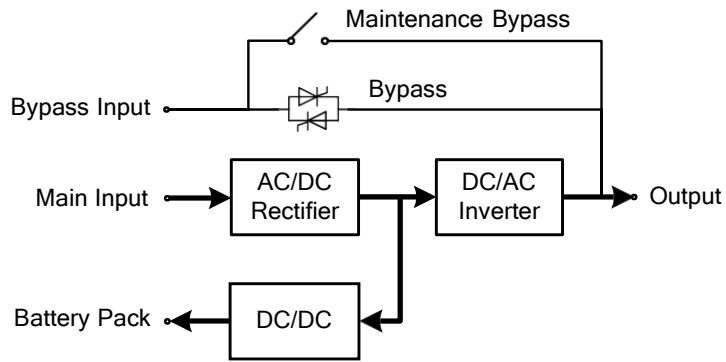 Maintenance Bypass
Bypass Input
Bypass
Main Input
AC/DC
Rectifier
DC/AC
Inverter
Output
Battery Pack
DC/DC